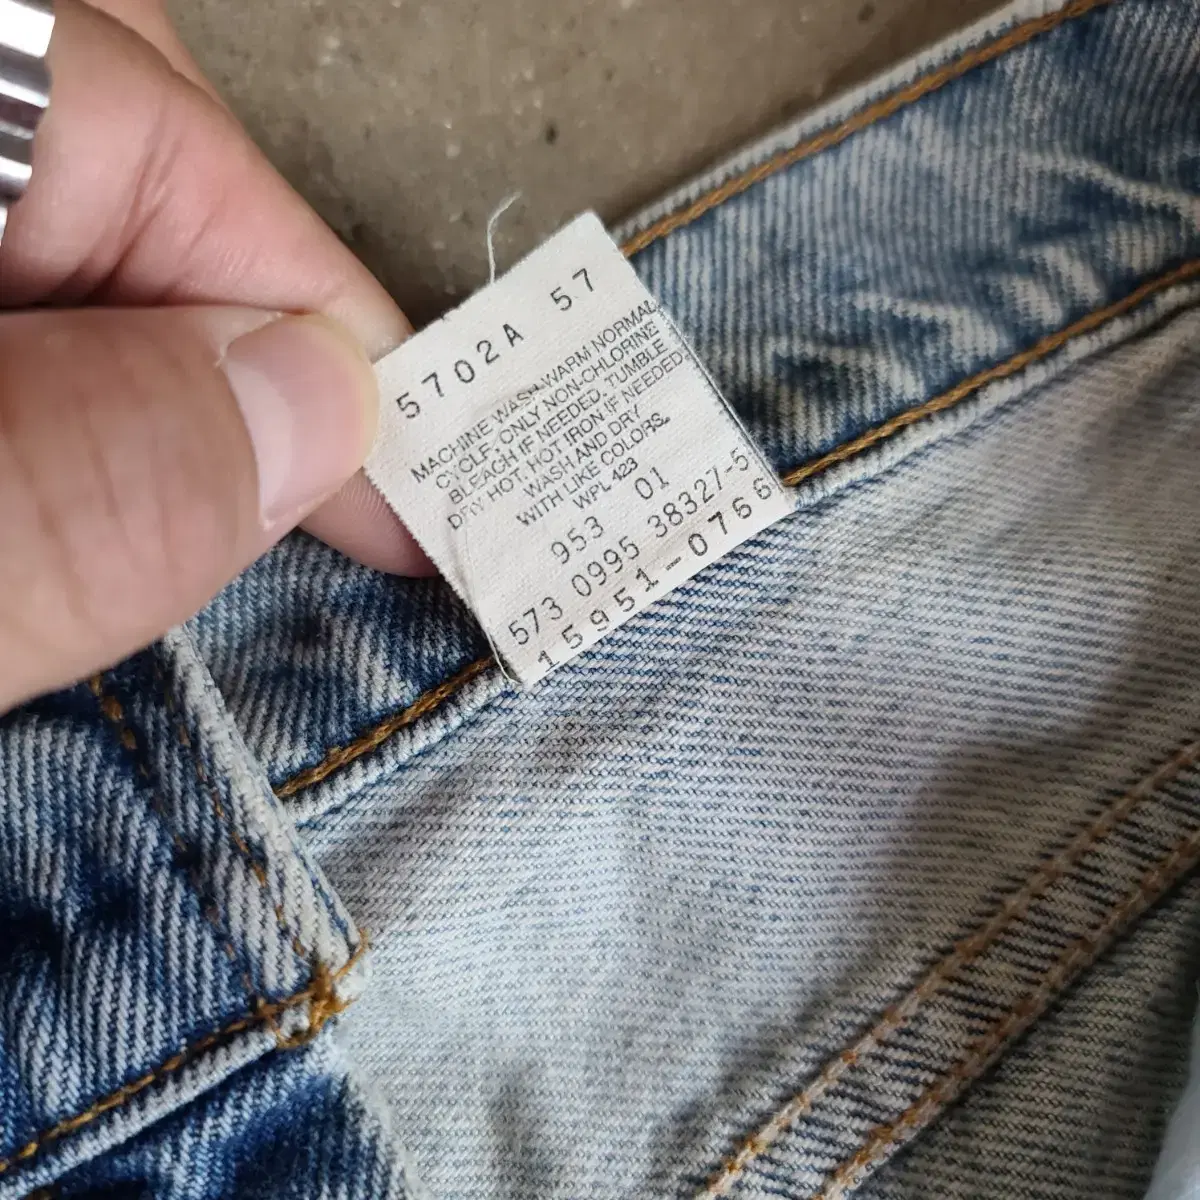 5702A 57
MACHINE WASH WARM NORMAL
CYCLE, ONLY NON-CHLORINE
BLEACH IF NEEDED, TUMBLE
DRY HOT, HOT IRON IF NEEDED.
WASH AND DRY
WITH LIKE COLORS.
WPL 423
953 01
573 0995 38327-5
15951-0766